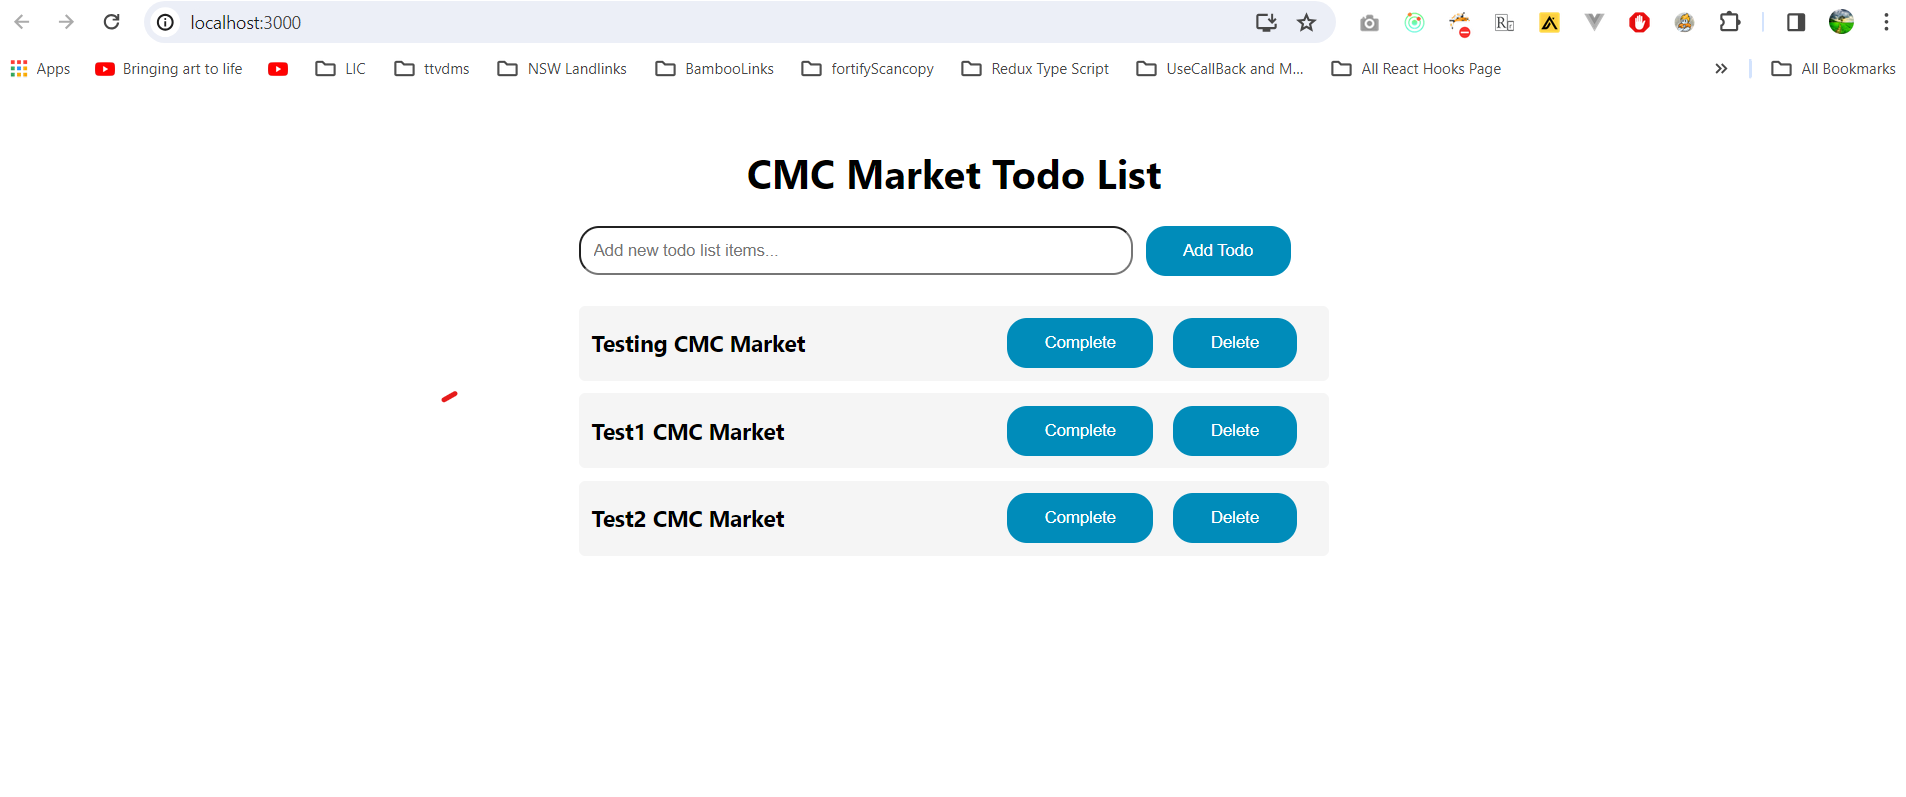 localhost:3000
Apps Bringing art to life LIC ttvdms NSW Landlinks BambooLinks fortifyScancopy Redux Type Script UseCallBack and M... All React Hooks Page » All Bookmarks
CMC Market Todo List
Add new todo list items... Add Todo
Testing CMC Market Complete Delete
Test1 CMC Market Complete Delete
Test2 CMC Market Complete Delete